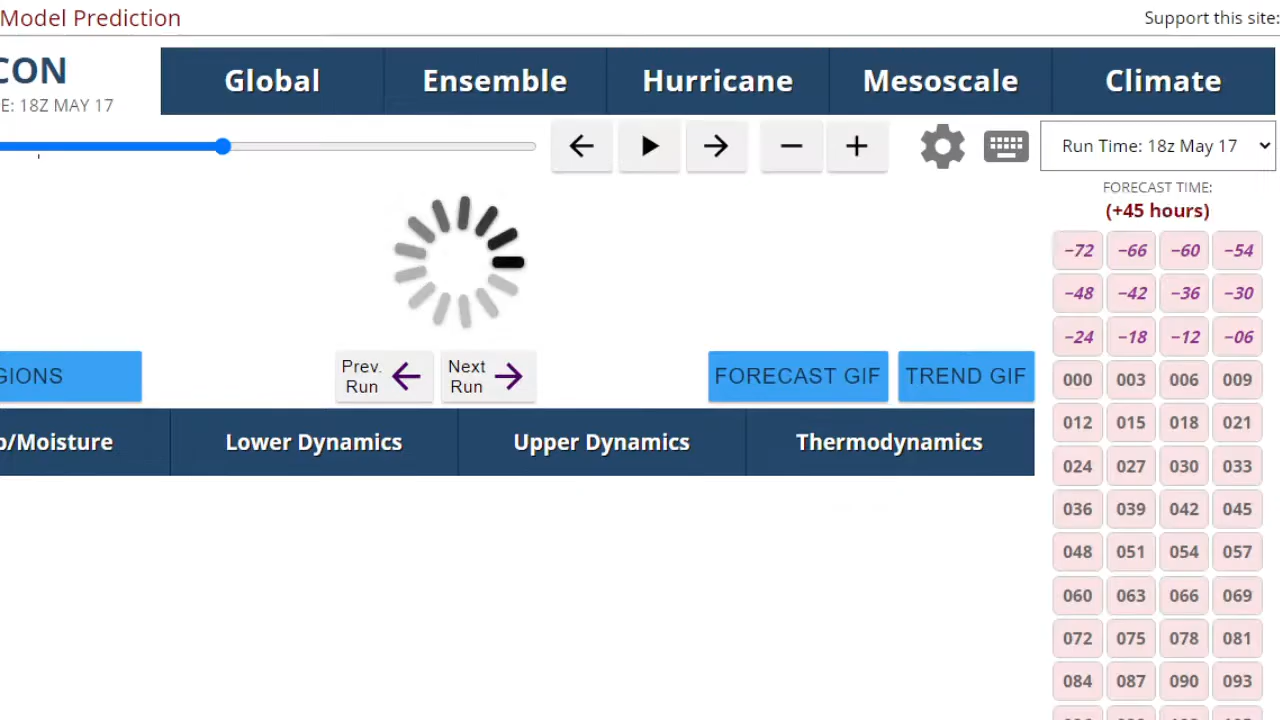 Model Prediction
Support this site:
CON
E: 18Z MAY 17
Global
Ensemble
Hurricane
Mesoscale
Climate
Run Time: 18z May 17
FORECAST TIME:
(+45 hours)
−72 −66 −60 −54
−48 −42 −36 −30
−24 −18 −12 −06
000 003 006 009
012 015 018 021
024 027 030 033
036 039 042 045
048 051 054 057
060 063 066 069
072 075 078 081
084 087 090 093
GIONS
Prev.
Run
Next
Run
FORECAST GIF
TREND GIF
p/Moisture
Lower Dynamics
Upper Dynamics
Thermodynamics